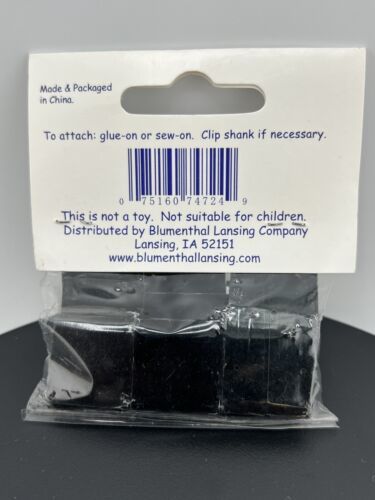 Made & Packaged
in China.
To attach: glue-on or sew-on. Clip shank if necessary.
0 75160 74724 9
This is not a toy. Not suitable for children.
Distributed by Blumenthal Lansing Company
Lansing, IA 52151
www.blumenthallansing.com